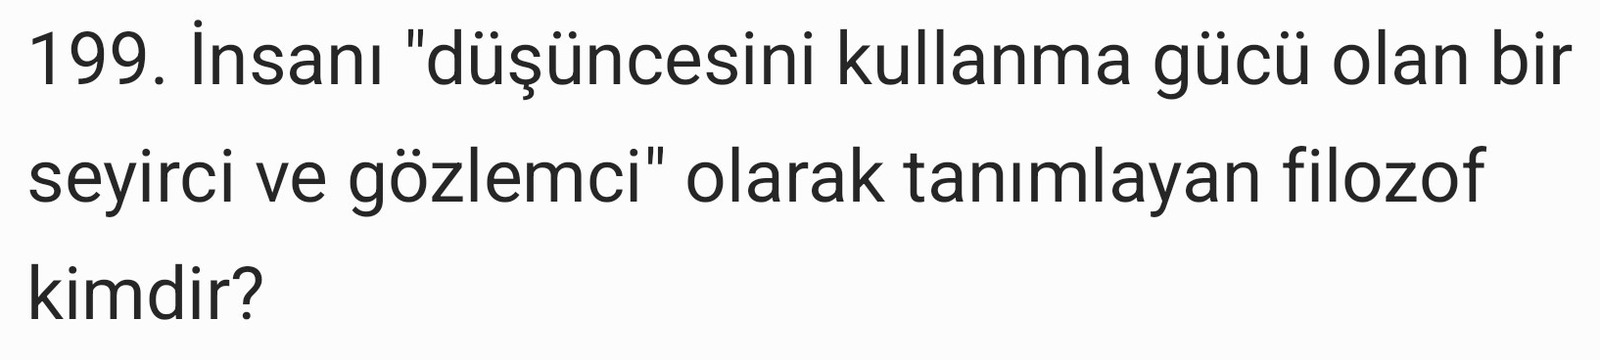 199. İnsanı "düşüncesini kullanma gücü olan bir
seyirci ve gözlemci" olarak tanımlayan filozof
kimdir?